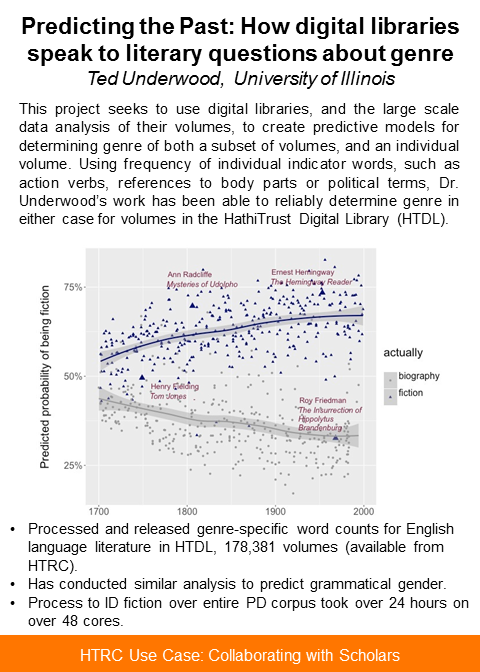 Predicting the Past: How digital libraries
speak to literary questions about genre
Ted Underwood, University of Illinois
This project seeks to use digital libraries, and the large scale
data analysis of their volumes, to create predictive models for
determining genre of both a subset of volumes, and an individual
volume. Using frequency of individual indicator words, such as
action verbs, references to body parts or political terms, Dr.
Underwood's work has been able to reliably determine genre in
either case for volumes in the HathiTrust Digital Library (HTDL).
Ann Radcliffe
Mysteries of Udolpho
Ernest Hemingway
The Hemingway Reader
75%
50%
25%
Predicted probability of being fiction
Henry Fielding
Tom Jones
Roy Friedman
The Insurrection of
Hippolytus
Brandenburg
actually
biography
fiction
1700
1800
1900
2000
• Processed and released genre-specific word counts for English
language literature in HTDL, 178,381 volumes (available from
HTRC).
• Has conducted similar analysis to predict grammatical gender.
• Process to ID fiction over entire PD corpus took over 24 hours on
over 48 cores.
HTRC Use Case: Collaborating with Scholars